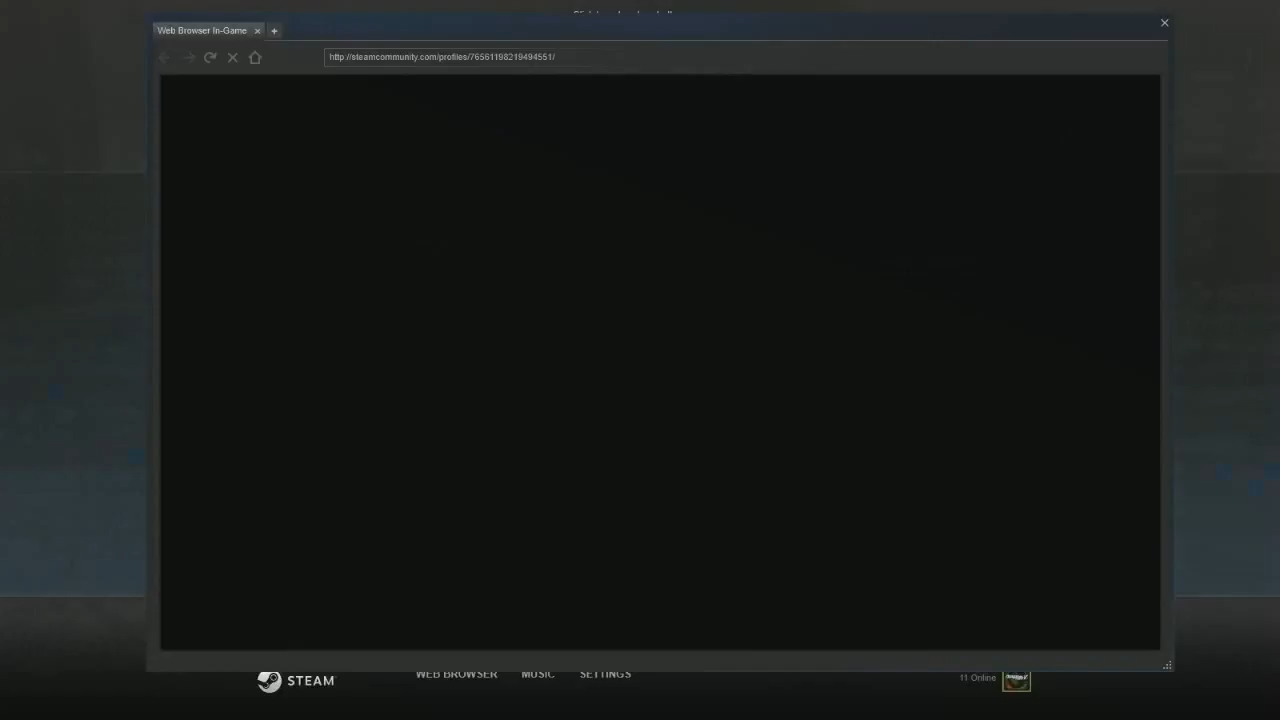 Web Browser In-Game
http://steamcommunity.com/profiles/76561198219494551/
STEAM
WEB BROWSER
MUSIC
SETTINGS
11 Online